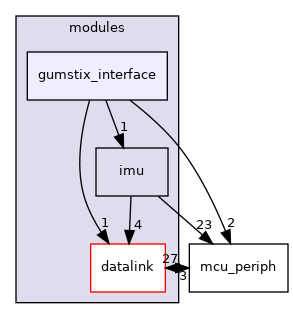 modules
gumstix_interface
1
imu
1
4
23
2
datalink
27
3
mcu_periph